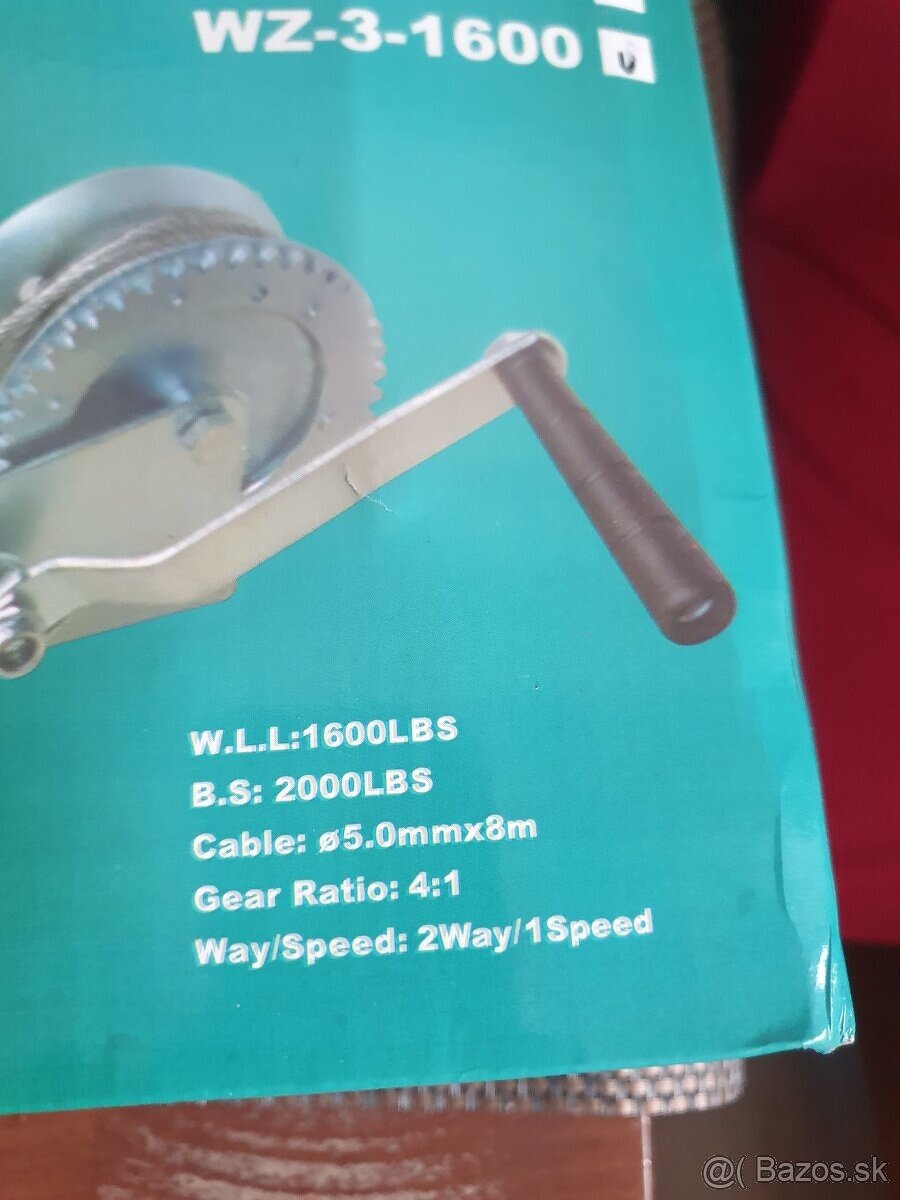 WZ-3-1600
W.L.L:1600LBS
B.S: 2000LBS
Cable: ø5.0mmx8m
Gear Ratio: 4:1
Way/Speed: 2Way/1Speed
@( Bazos.sk